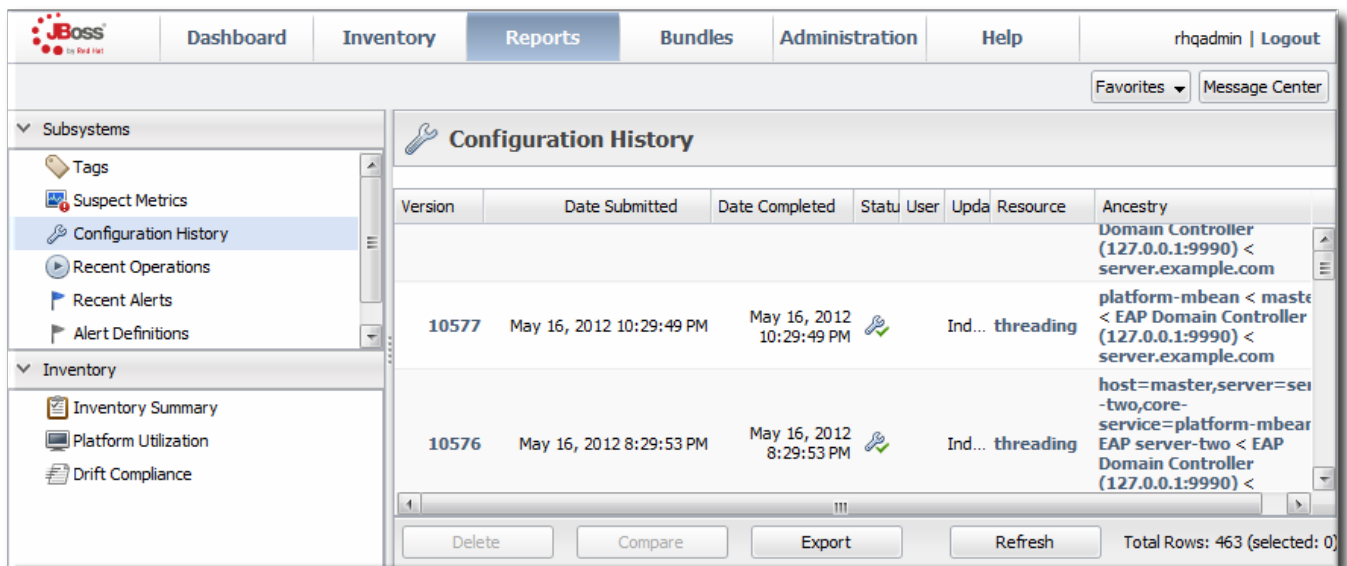 JBoss
by Red Hat
Dashboard Inventory Reports Bundles Administration Help rhqadmin | Logout
Favorites Message Center
Subsystems
Tags
Suspect Metrics
Configuration History
Recent Operations
Recent Alerts
Alert Definitions
Inventory
Inventory Summary
Platform Utilization
Drift Compliance
Configuration History
Version Date Submitted Date Completed Statu User Upda Resource Ancestry
Domain Controller
(127.0.0.1:9990) <
server.example.com
10577 May 16, 2012 10:29:49 PM May 16, 2012 10:29:49 PM Ind... threading
platform-mbean < maste
< EAP Domain Controller
(127.0.0.1:9990) <
server.example.com
10576 May 16, 2012 8:29:53 PM May 16, 2012 8:29:53 PM Ind... threading
host=master,server=ser
-two,core-
service=platform-mbean
EAP server-two < EAP
Domain Controller
(127.0.0.1:9990) <
Delete Compare Export Refresh Total Rows: 463 (selected: 0)